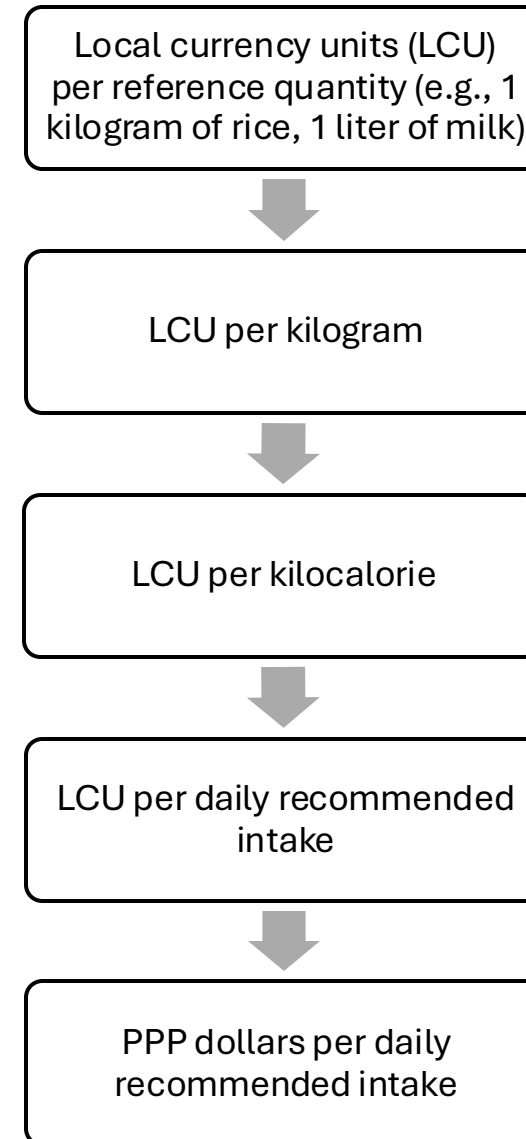 Local currency units (LCU)
per reference quantity (e.g., 1
kilogram of rice, 1 liter of milk)
LCU per kilogram
LCU per kilocalorie
LCU per daily recommended
intake
PPP dollars per daily
recommended intake